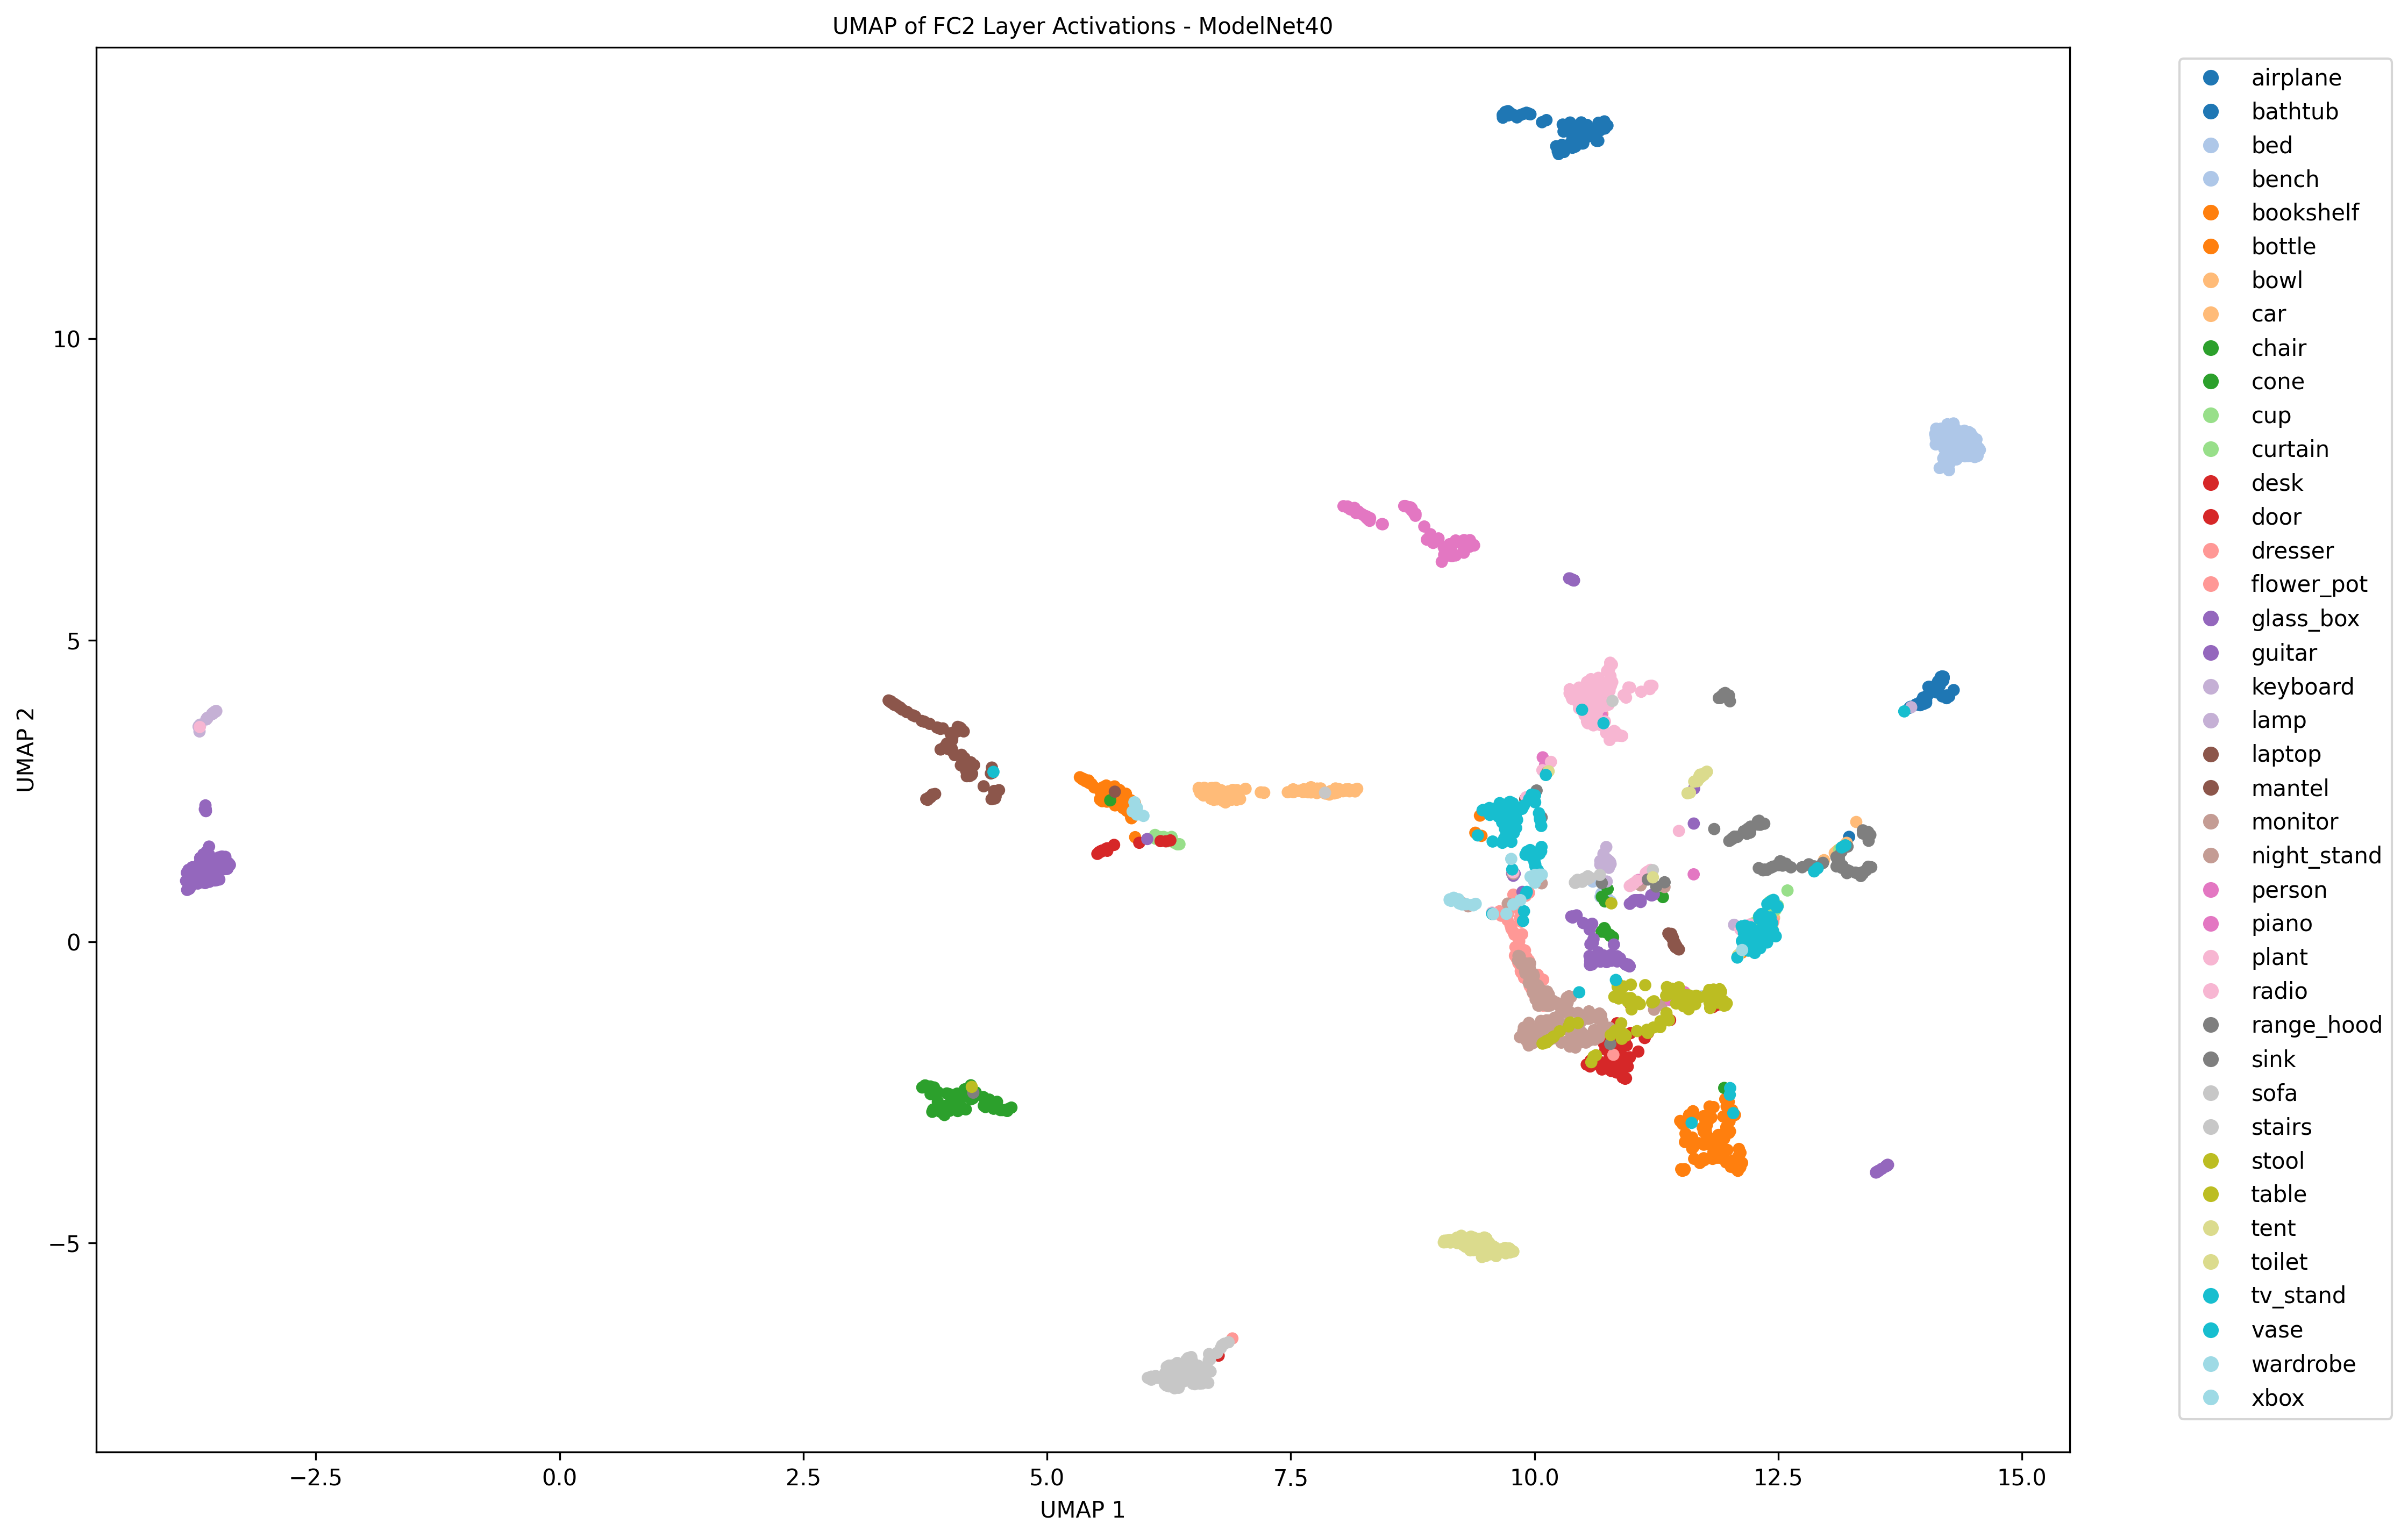 UMAP of FC2 Layer Activations - ModelNet40
10
5
0
−5
UMAP 2
−2.5
0.0
2.5
5.0
7.5
10.0
12.5
15.0
UMAP 1
airplane
bathtub
bed
bench
bookshelf
bottle
bowl
car
chair
cone
cup
curtain
desk
door
dresser
flower_pot
glass_box
guitar
keyboard
lamp
laptop
mantel
monitor
night_stand
person
piano
plant
radio
range_hood
sink
sofa
stairs
stool
table
tent
toilet
tv_stand
vase
wardrobe
xbox